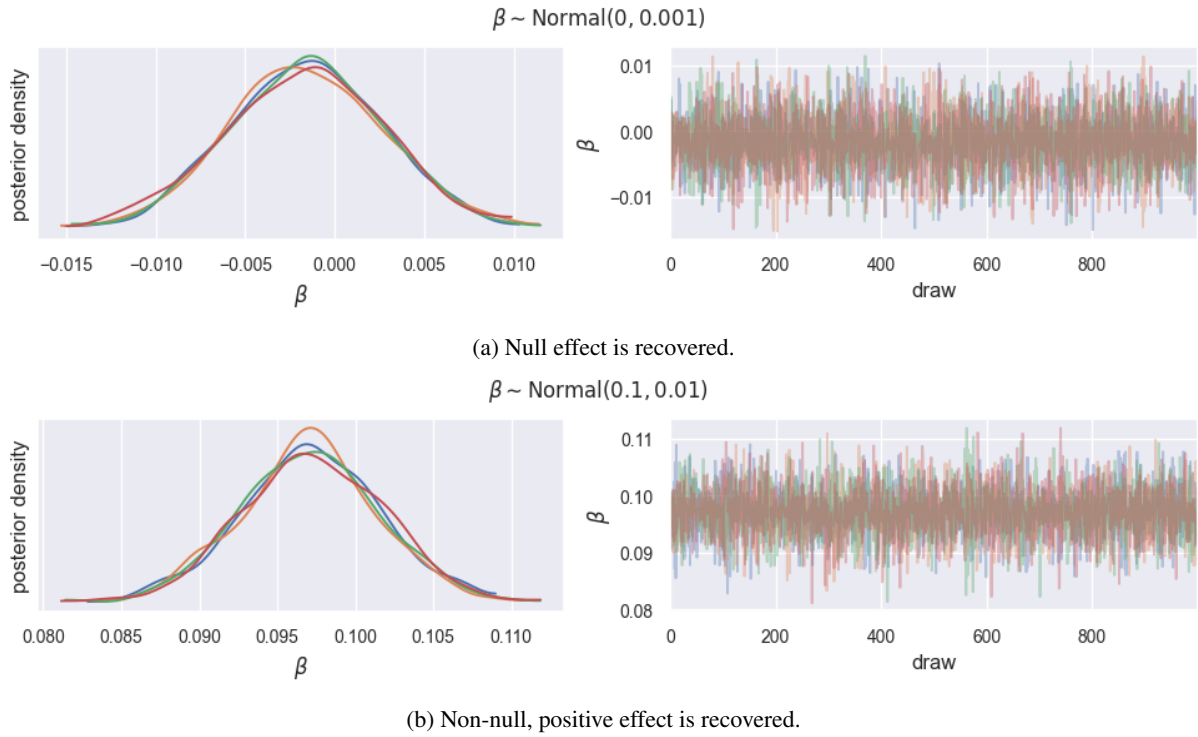 β ~ Normal(0, 0.001)
posterior density
−0.015 −0.010 −0.005 0.000 0.005 0.010
β
0.01
0.00
−0.01
β
0 200 400 600 800
draw
(a) Null effect is recovered.
β ~ Normal(0.1, 0.01)
posterior density
0.080 0.085 0.090 0.095 0.100 0.105 0.110
β
0.11
0.10
0.09
0.08
β
0 200 400 600 800
draw
(b) Non-null, positive effect is recovered.